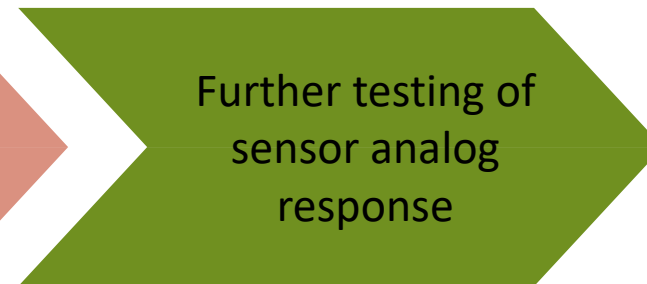 Further testing of
sensor analog
response